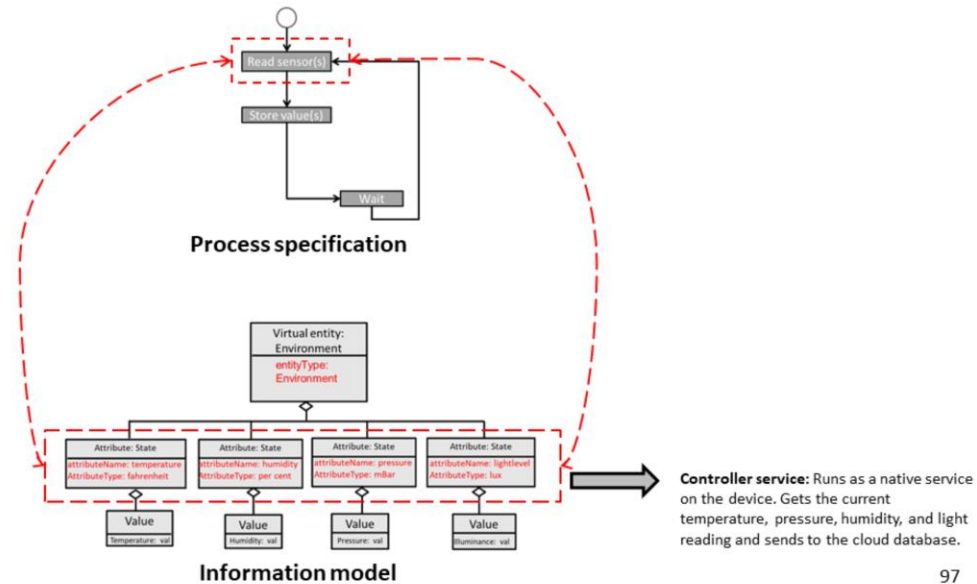 Read sensor(s)
Store value(s)
Wait
Process specification
Virtual entity:
Environment
entityType:
Environment
Attribute: State
attributeName: temperature
AttributeType: fahrenheit
Attribute: State
attributeName: humidity
AttributeType: per cent
Attribute: State
attributeName: pressure
AttributeType: mBar
Attribute: State
attributeName: lightlevel
AttributeType: lux
Value
Temperature: val
Value
Humidity: val
Value
Pressure: val
Value
Illuminance: val
Controller service: Runs as a native service
on the device. Gets the current
temperature, pressure, humidity, and light
reading and sends to the cloud database.
Information model
97